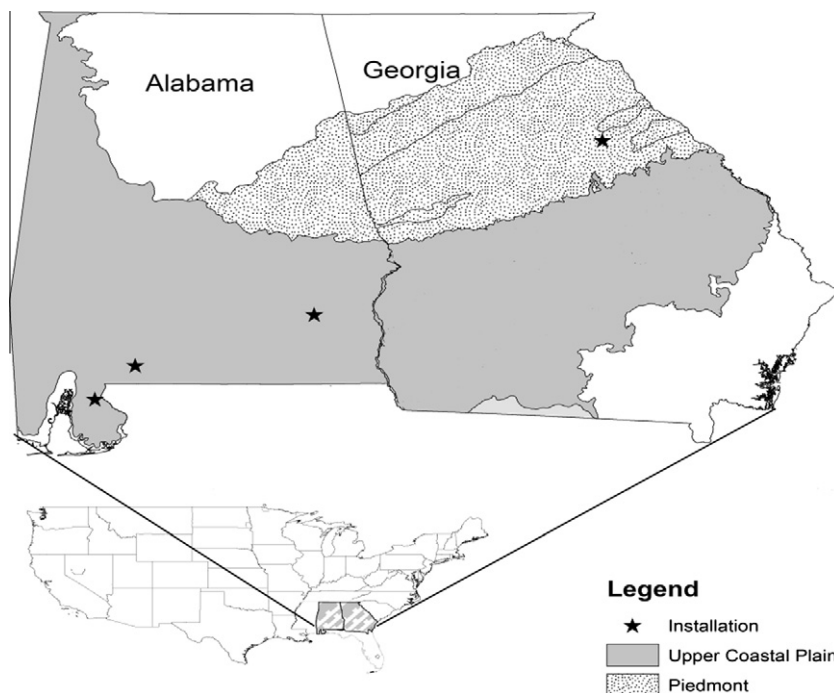 Alabama
Georgia
Legend
Installation
Upper Coastal Plain
Piedmont